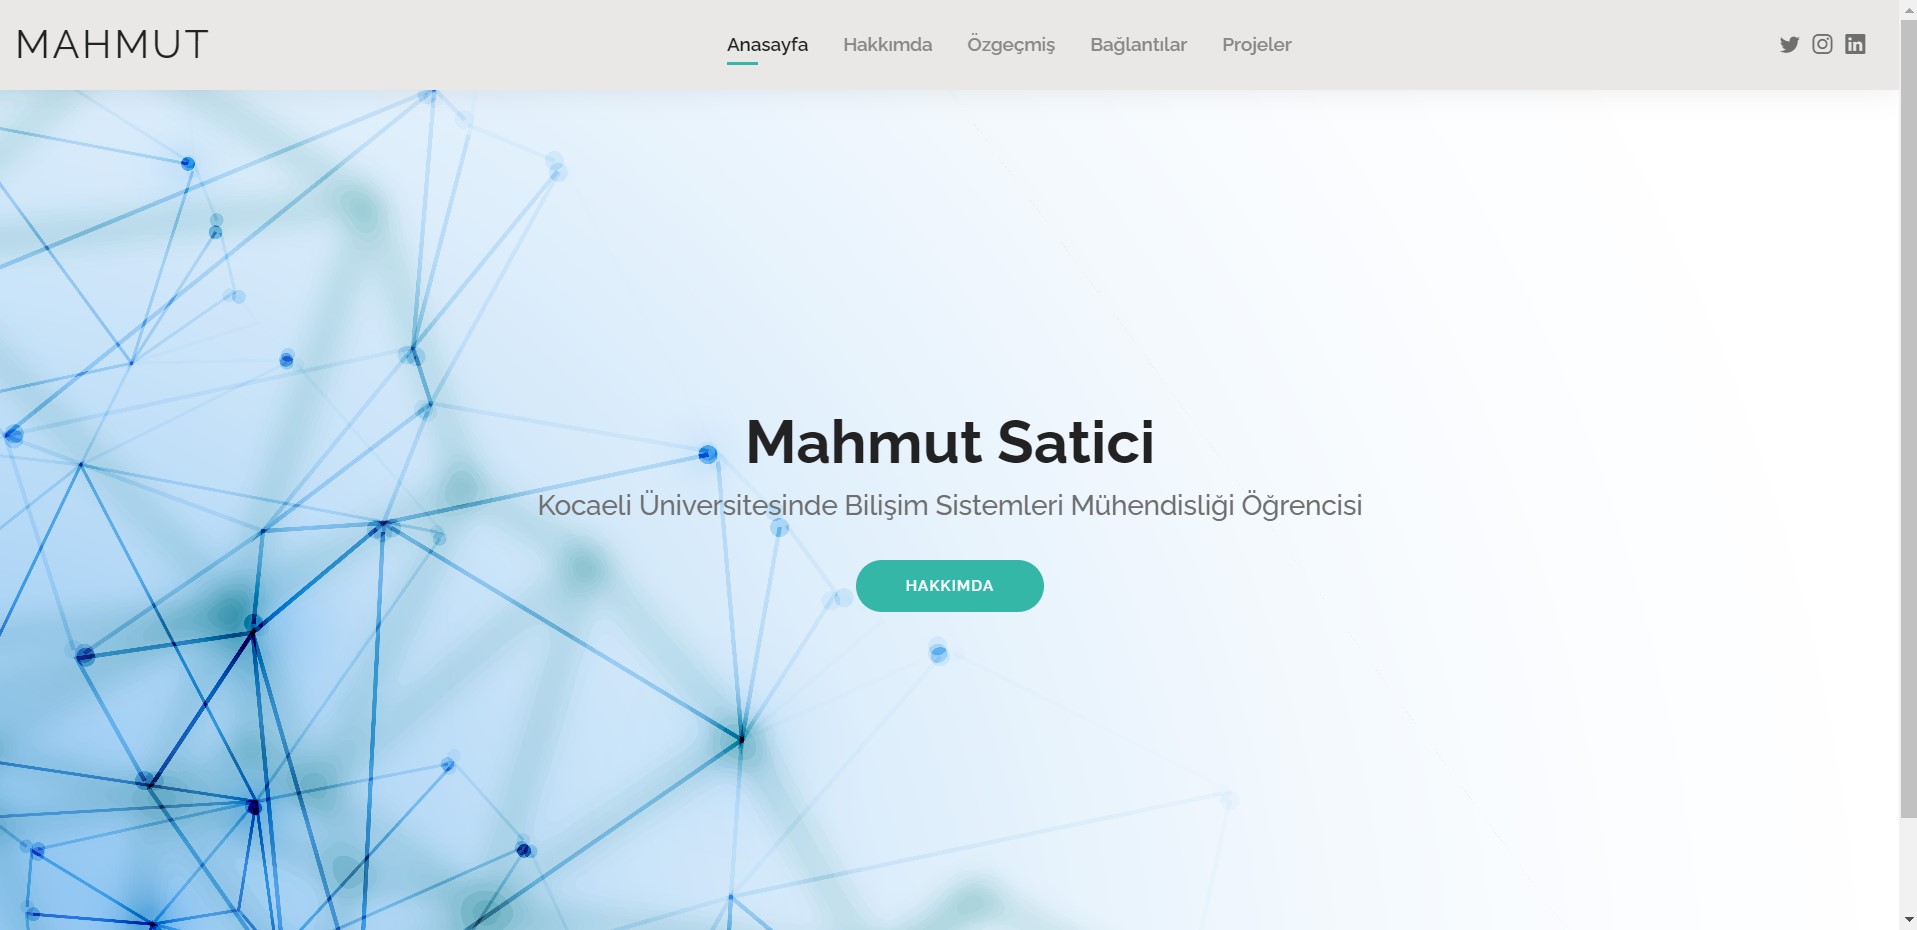 MAHMUT
Anasayfa Hakkımda Özgeçmiş Bağlantılar Projeler
Mahmut Satici
Kocaeli Üniversitesinde Bilişim Sistemleri Mühendisliği Öğrencisi
HAKKIMDA